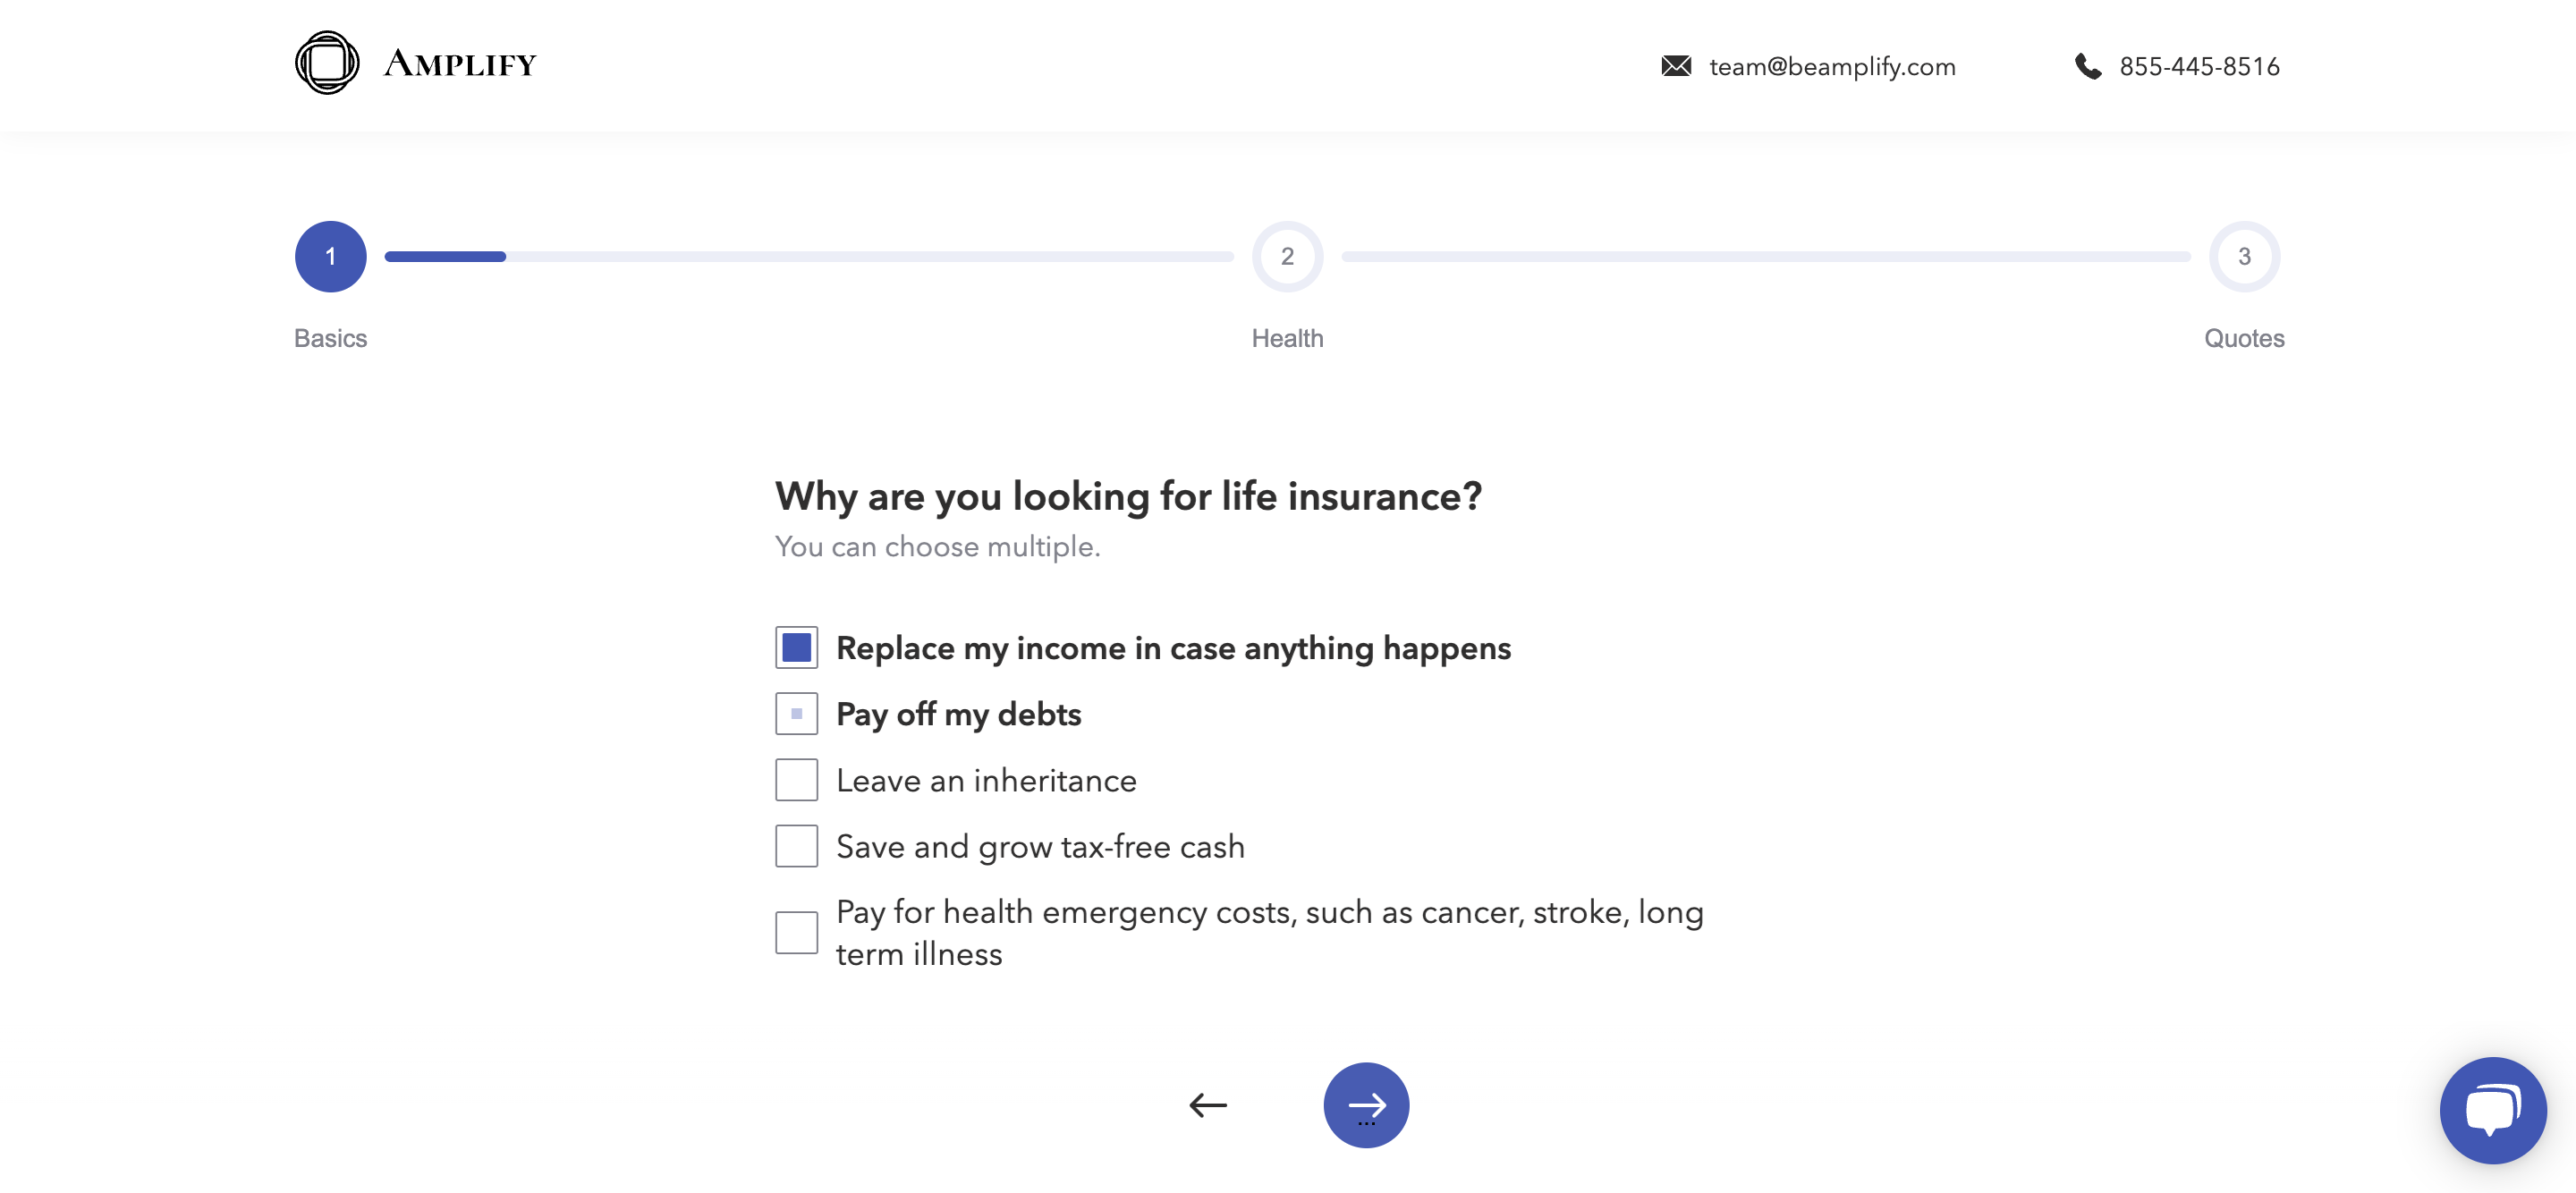 AMPLIFY
team@beamplify.com
855-445-8516
1
2
3
Basics
Health
Quotes
Why are you looking for life insurance?
You can choose multiple.
Replace my income in case anything happens
Pay off my debts
Leave an inheritance
Save and grow tax-free cash
Pay for health emergency costs, such as cancer, stroke, long
term illness
...